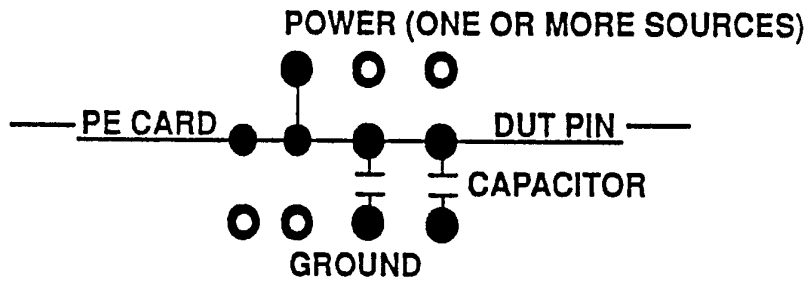 POWER (ONE OR MORE SOURCES)
PE CARD
DUT PIN
CAPACITOR
GROUND